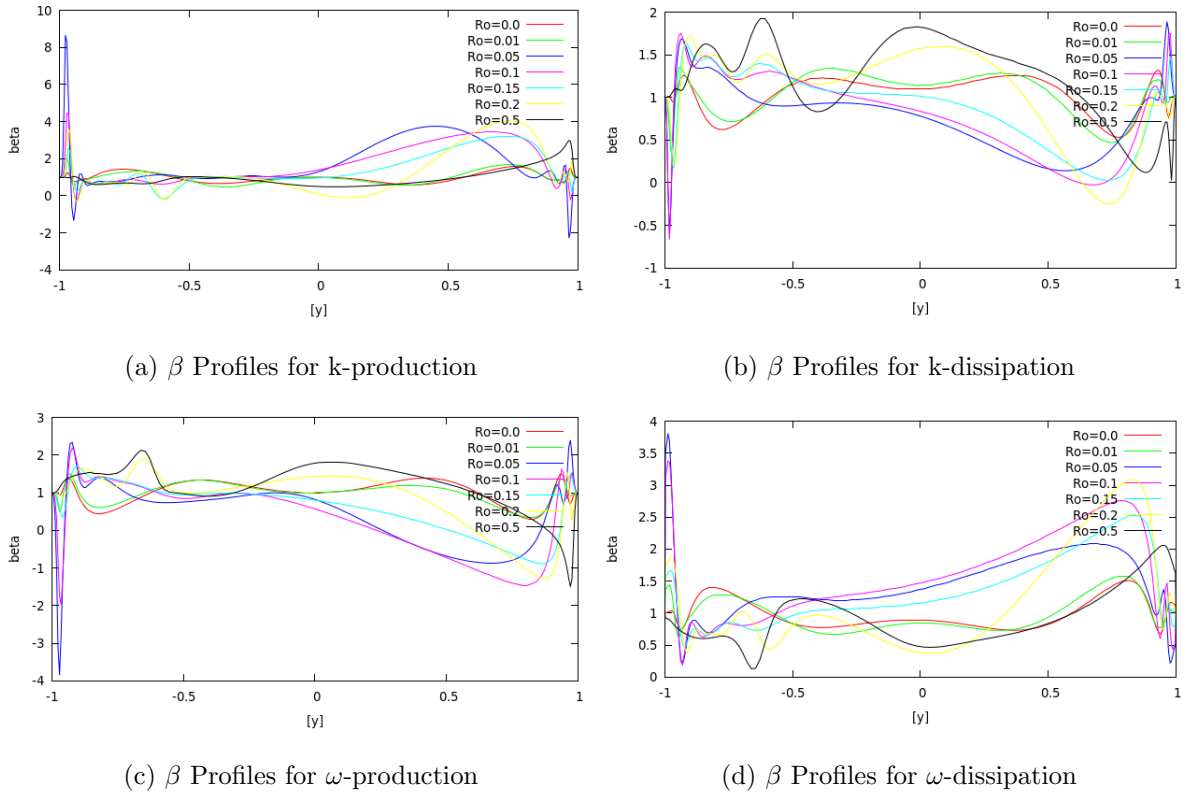 10
8
6
4
2
0
-2
-4
-1
-0.5
0
0.5
1
beta
[y]
Ro=0.0
Ro=0.01
Ro=0.05
Ro=0.1
Ro=0.15
Ro=0.2
Ro=0.5
(a) β Profiles for k-production
2
1.5
1
0.5
0
-0.5
-1
-1
-0.5
0
0.5
1
beta
[y]
Ro=0.0
Ro=0.01
Ro=0.05
Ro=0.1
Ro=0.15
Ro=0.2
Ro=0.5
(b) β Profiles for k-dissipation
3
2
1
0
-1
-2
-3
-4
-1
-0.5
0
0.5
1
beta
[y]
Ro=0.0
Ro=0.01
Ro=0.05
Ro=0.1
Ro=0.15
Ro=0.2
Ro=0.5
(c) β Profiles for ω-production
4
3.5
3
2.5
2
1.5
1
0.5
0
-1
-0.5
0
0.5
1
beta
[y]
Ro=0.0
Ro=0.01
Ro=0.05
Ro=0.1
Ro=0.15
Ro=0.2
Ro=0.5
(d) β Profiles for ω-dissipation